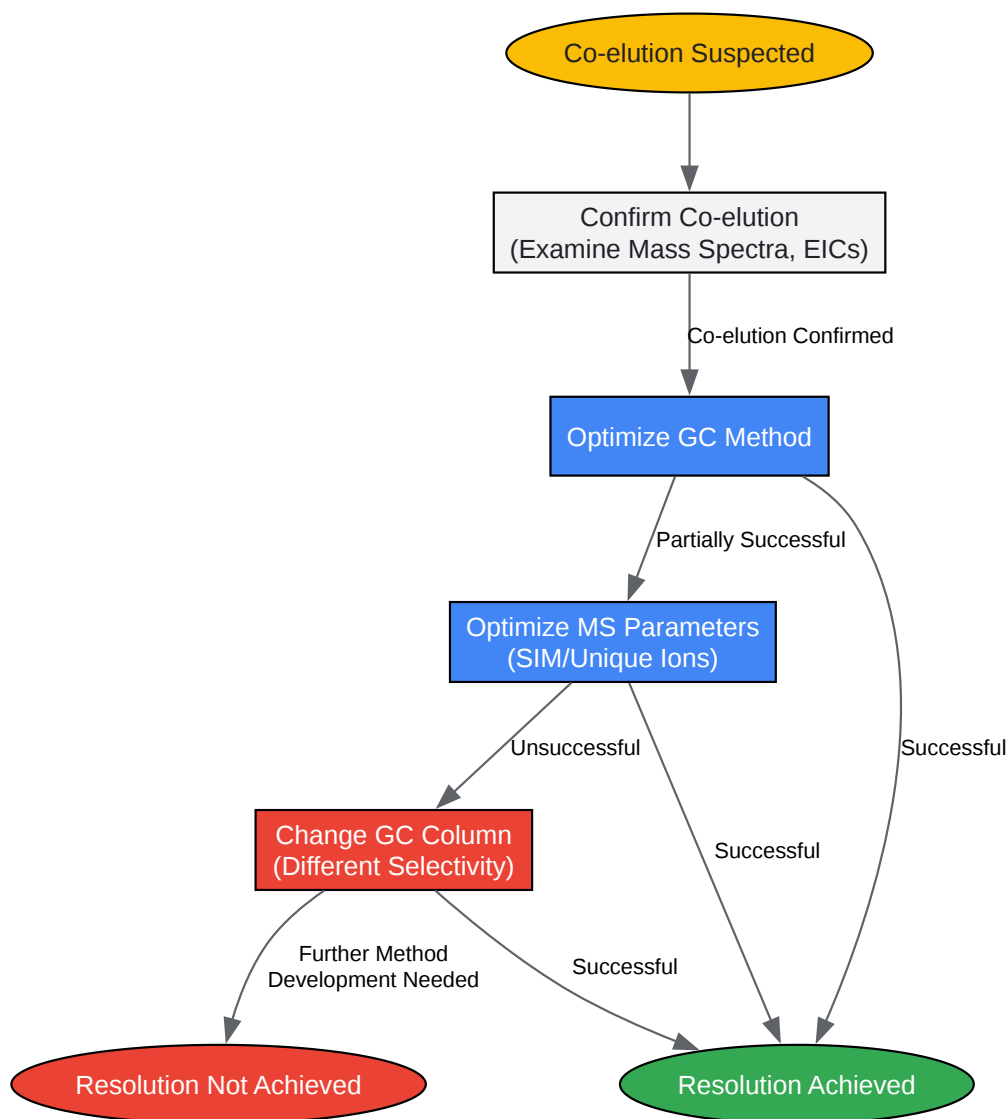 Co-elution Suspected
Confirm Co-elution
(Examine Mass Spectra, EICs)
Co-elution Confirmed
Optimize GC Method
Partially Successful
Optimize MS Parameters
(SIM/Unique Ions)
Unsuccessful
Successful
Change GC Column
(Different Selectivity)
Successful
Further Method
Development Needed
Successful
Resolution Not Achieved
Resolution Achieved